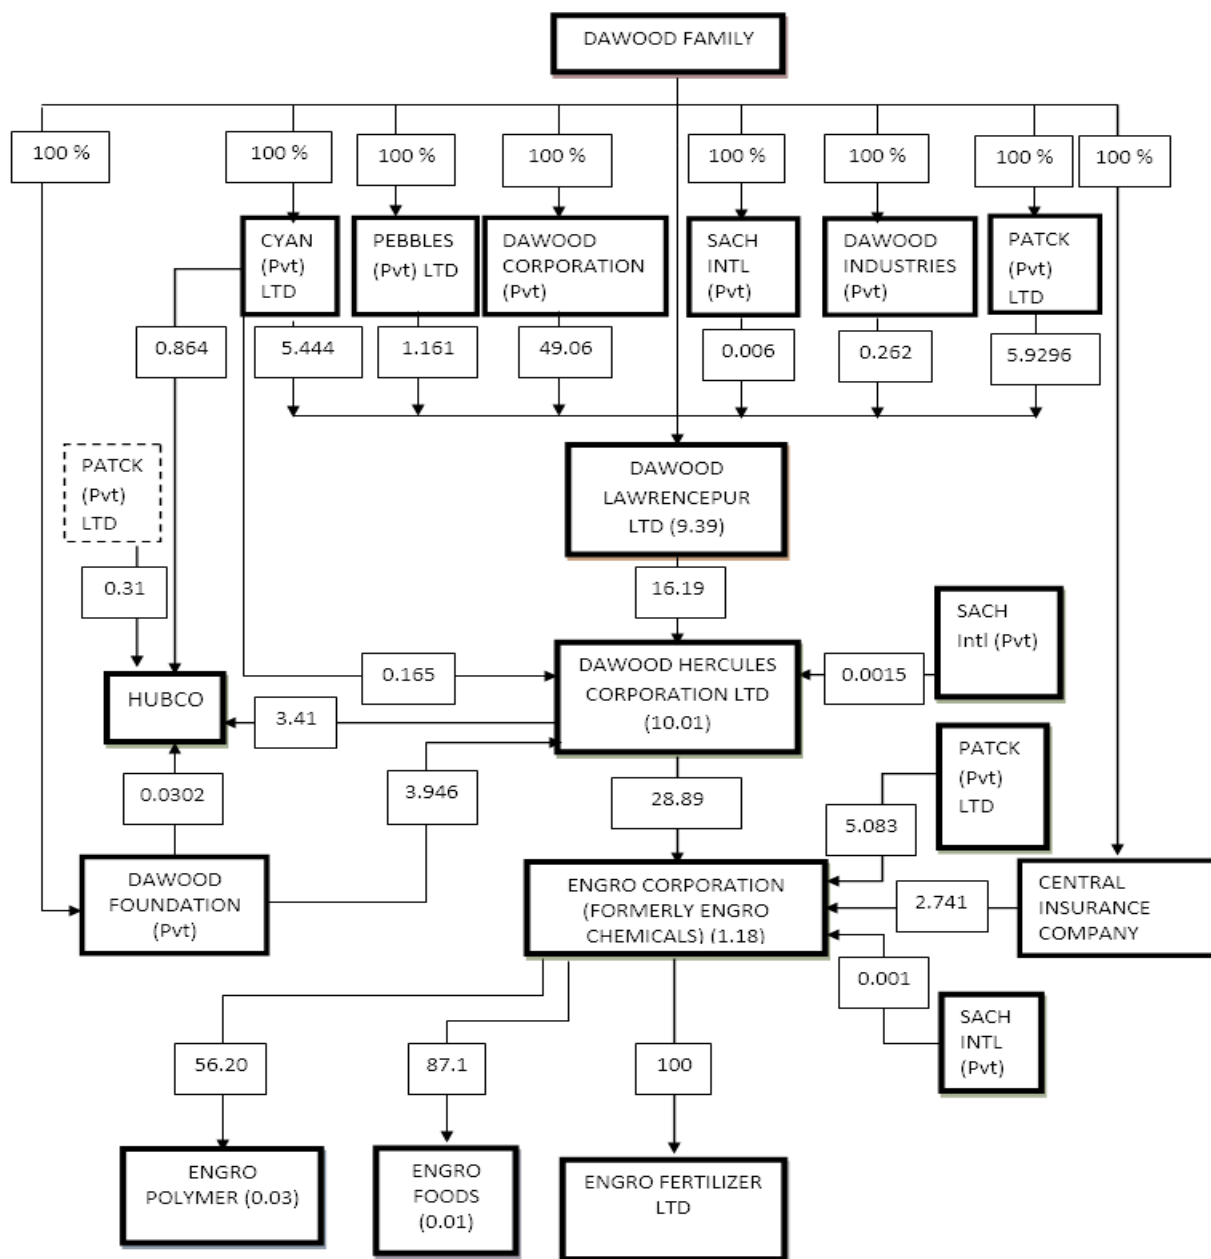 DAWOOD FAMILY
100 %
100 %
100 %
100 %
100 %
100 %
100 %
100 %
CYAN
(Pvt)
LTD
PEBBLES
(Pvt) LTD
DAWOOD
CORPORATION
(Pvt)
SACH
INTL
(Pvt)
DAWOOD
INDUSTRIES
(Pvt)
PATCK
(Pvt)
LTD
0.864
5.444
1.161
49.06
0.006
0.262
5.9296
PATCK
(Pvt)
LTD
DAWOOD
LAWRENCEPUR
LTD (9.39)
0.31
16.19
SACH
Intl (Pvt)
HUBCO
0.165
DAWOOD HERCULES
CORPORATION LTD
(10.01)
0.0015
3.41
PATCK
(Pvt)
LTD
0.0302
3.946
28.89
5.083
DAWOOD
FOUNDATION
(Pvt)
ENGRO CORPORATION
(FORMERLY ENGRO
CHEMICALS) (1.18)
2.741
CENTRAL
INSURANCE
COMPANY
0.001
SACH
INTL
(Pvt)
56.20
87.1
100
ENGRO
POLYMER (0.03)
ENGRO
FOODS
(0.01)
ENGRO FERTILIZER
LTD